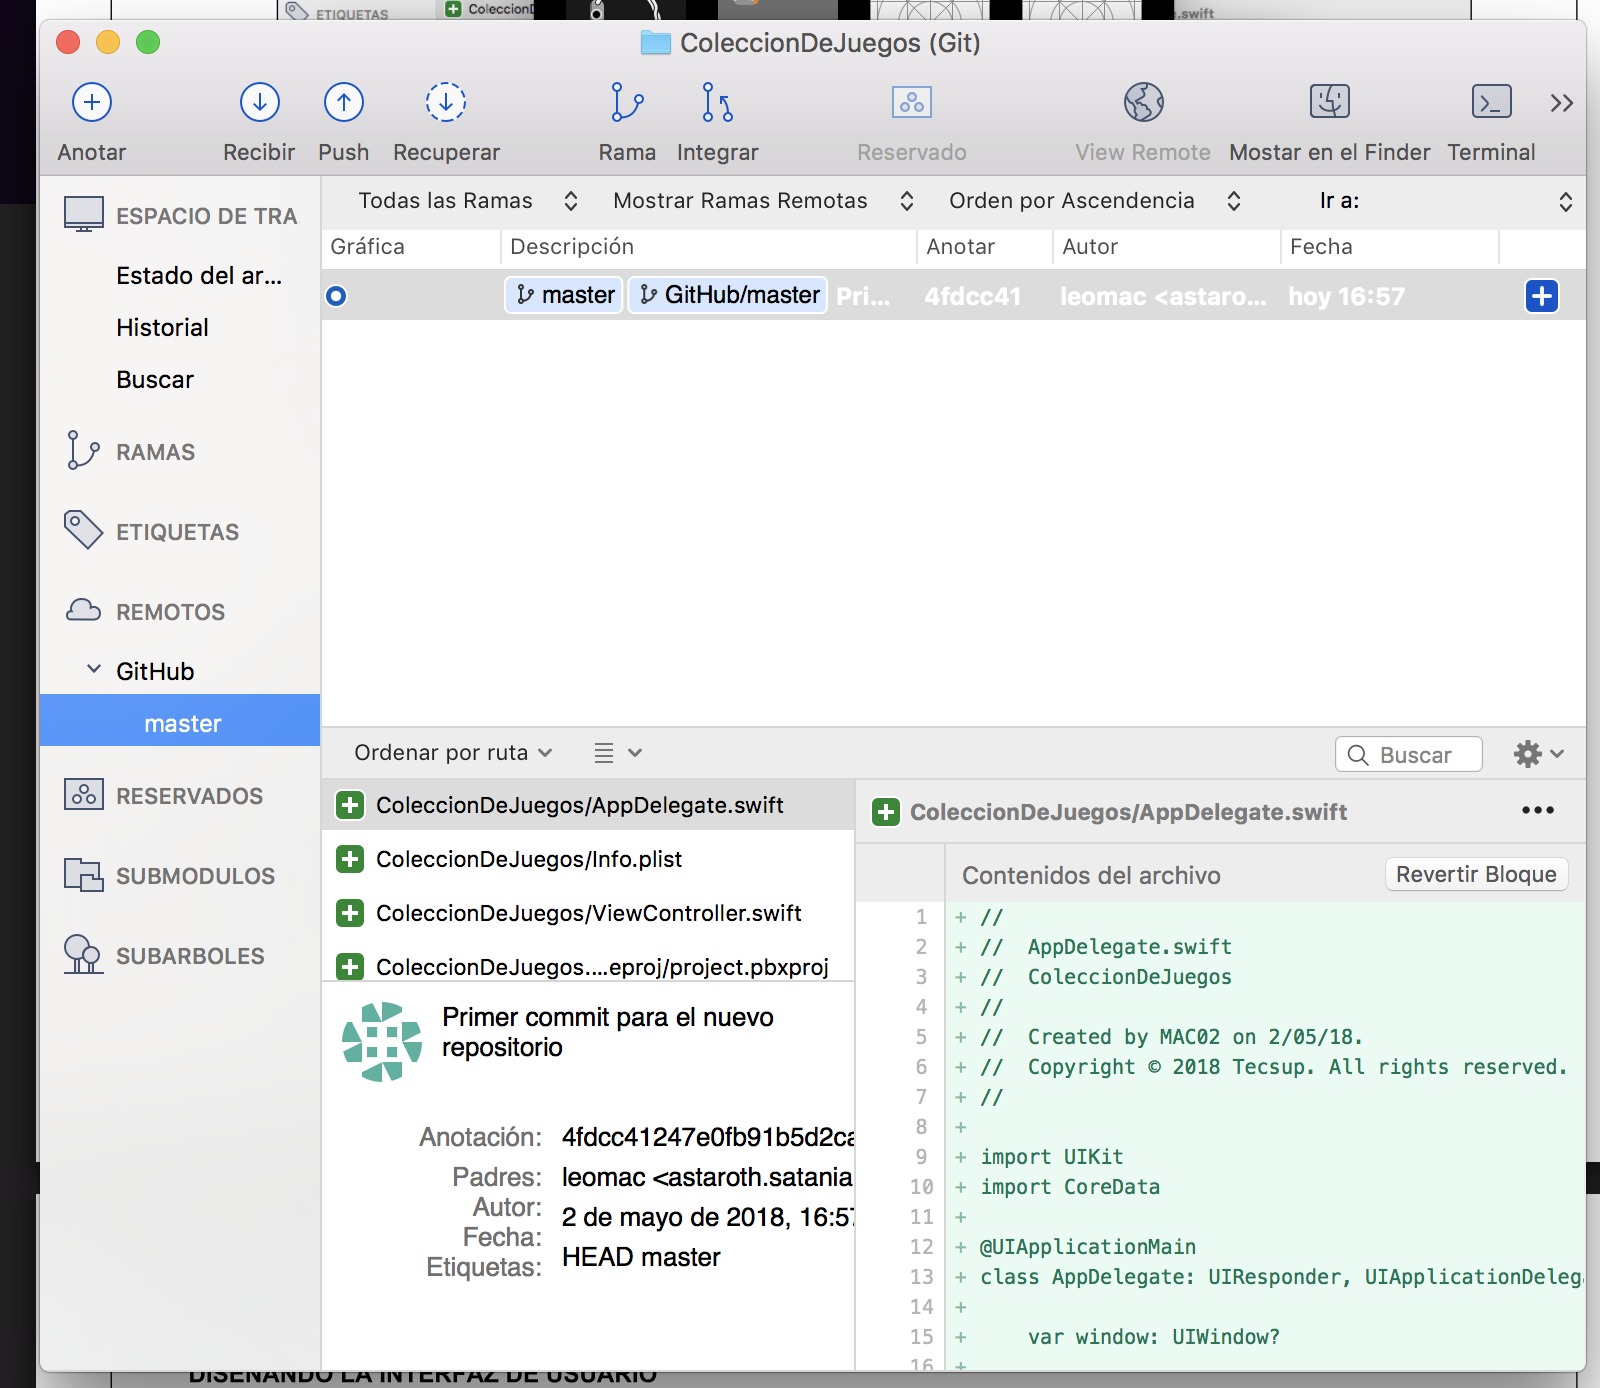 ETIQUETAS
ColeccionD
.swift
ColeccionDeJuegos (Git)
Anotar Recibir Push Recuperar Rama Integrar Reservado View Remote Mostar en el Finder Terminal
Todas las Ramas Mostrar Ramas Remotas Orden por Ascendencia Ir a:
Gráfica Descripción Anotar Autor Fecha
master GitHub/master Pri... 4fdcc41 leomac <astaro... hoy 16:57
ESPACIO DE TRA
Estado del ar...
Historial
Buscar
RAMAS
ETIQUETAS
REMOTOS
GitHub
master
RESERVADOS
SUBMODULOS
SUBARBOLES
Ordenar por ruta
Buscar
ColeccionDeJuegos/AppDelegate.swift
ColeccionDeJuegos/Info.plist
ColeccionDeJuegos/ViewController.swift
ColeccionDeJuegos....eproj/project.pbxproj
Primer commit para el nuevo
repositorio
Anotación: 4fdcc41247e0fb91b5d2ca
Padres: leomac <astaroth.satania
Autor:
2 de mayo de 2018, 16:57
Fecha:
HEAD master
Etiquetas:
ColeccionDeJuegos/AppDelegate.swift
Contenidos del archivo Revertir Bloque
1 + //
2 + // AppDelegate.swift
3 + // ColeccionDeJuegos
4 + //
5 + // Created by MAC02 on 2/05/18.
6 + // Copyright © 2018 Tecsup. All rights reserved.
7 + //
8 +
9 + import UIKit
10 + import CoreData
11 +
12 + @UIApplicationMain
13 + class AppDelegate: UIResponder, UIApplicationDeleg
14 +
15 + var window: UIWindow?
16 +
DISEÑANDO LA INTERFAZ DE USUARIO